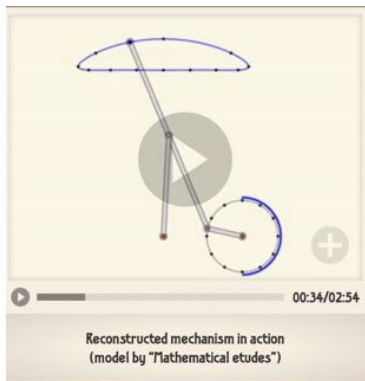 00:34/02:54
Reconstructed mechanism in action
(model by "Mathematical etudes")